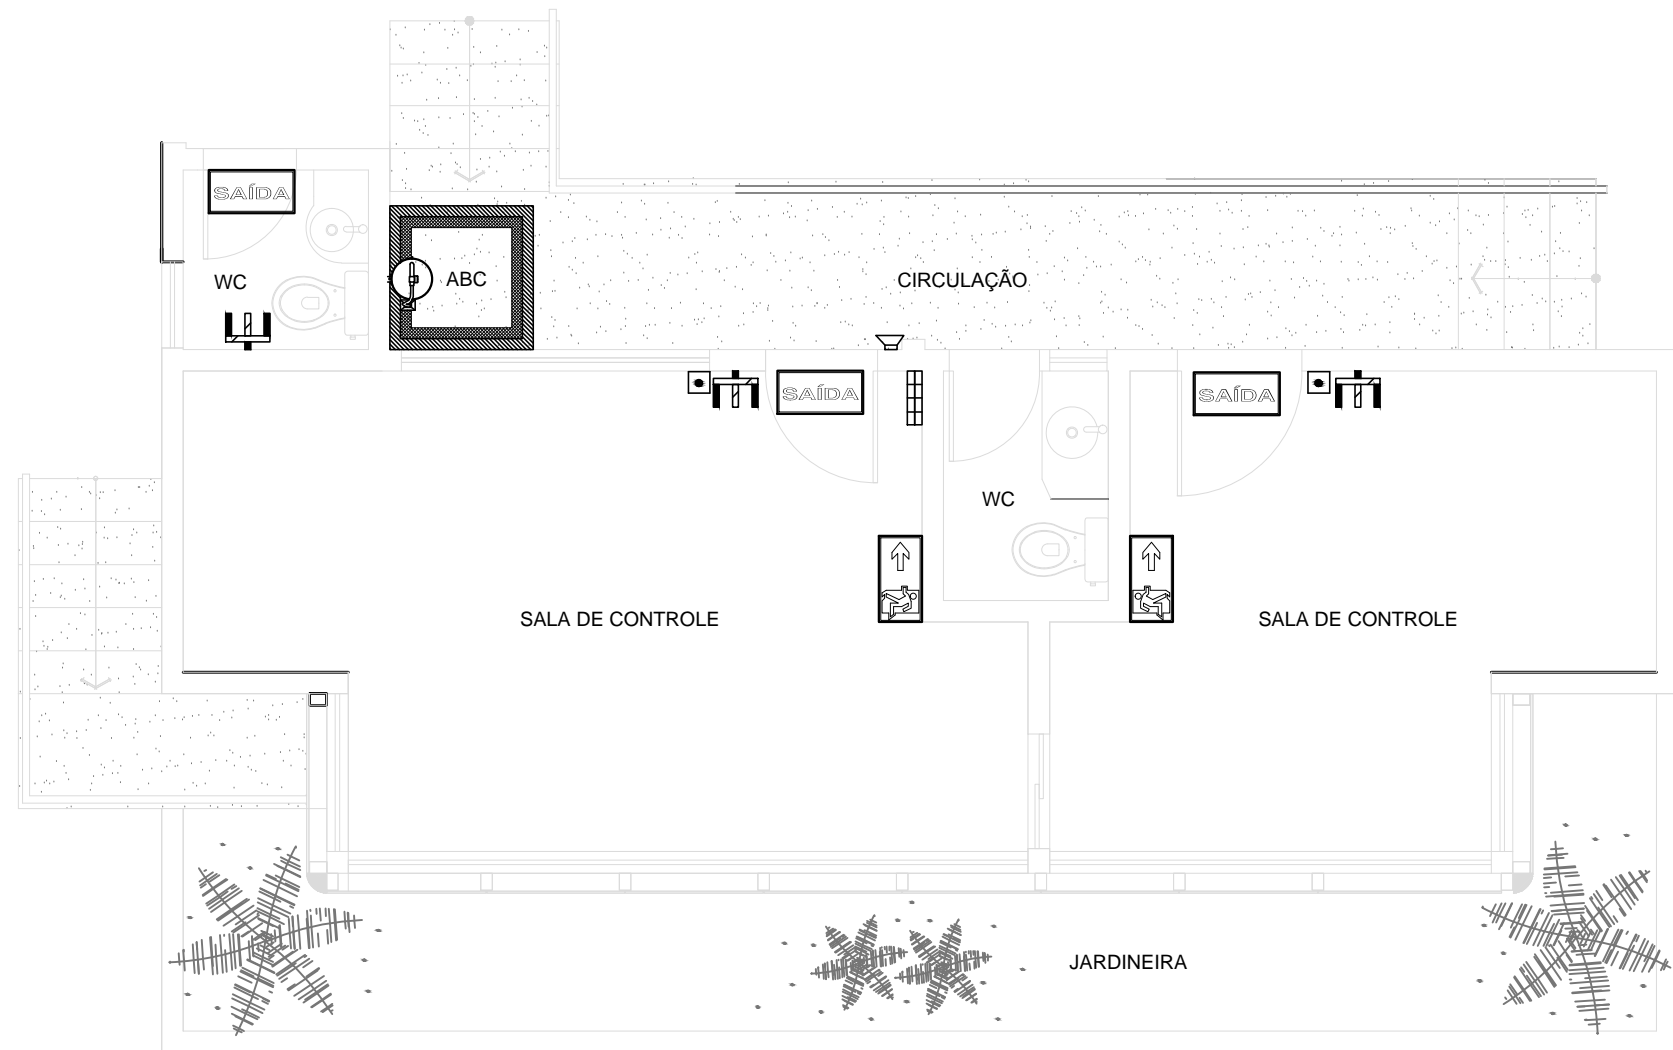 SAÍDA
WC
ABC
CIRCULAÇÃO
SAÍDA
SAÍDA
WC
SALA DE CONTROLE
SALA DE CONTROLE
JARDINEIRA